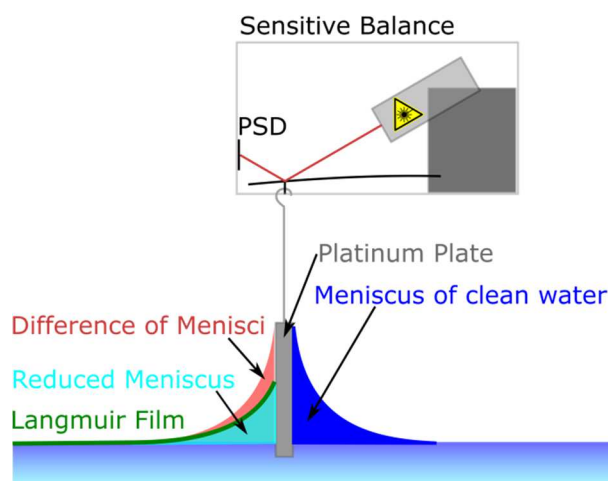 Sensitive Balance
PSD
Platinum Plate
Meniscus of clean water
Difference of Menisci
Reduced Meniscus
Langmuir Film